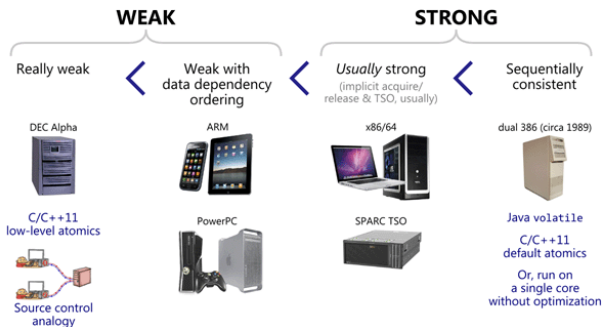 WEAK
STRONG
Really weak
Weak with
data dependency
ordering
Usually strong
(implicit acquire/
release & TSO, usually)
Sequentially
consistent
DEC Alpha
ARM
x86/64
dual 386 (circa 1989)
C/C++11
low-level atomics
PowerPC
SPARC TSO
Java volatile
C/C++11
default atomics
Or, run on
a single core
without optimization
Source control
analogy